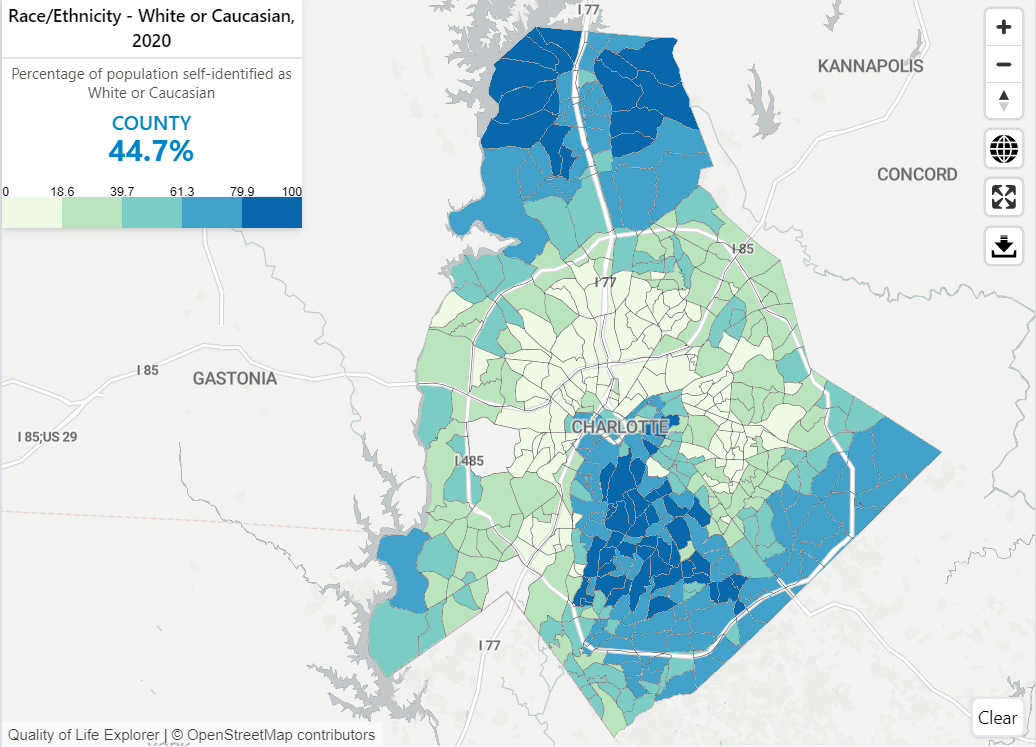 Race/Ethnicity - White or Caucasian,
2020
Percentage of population self-identified as
White or Caucasian
COUNTY
44.7%
0 18.6 39.7 61.3 79.9 100
I 77
KANNAPOLIS
CONCORD
I 85
I 77
I 85
GASTONIA
CHARLOTTE
I 85;US 29
I 485
I 77
Clear
Quality of Life Explorer | © OpenStreetMap contributors
YORK